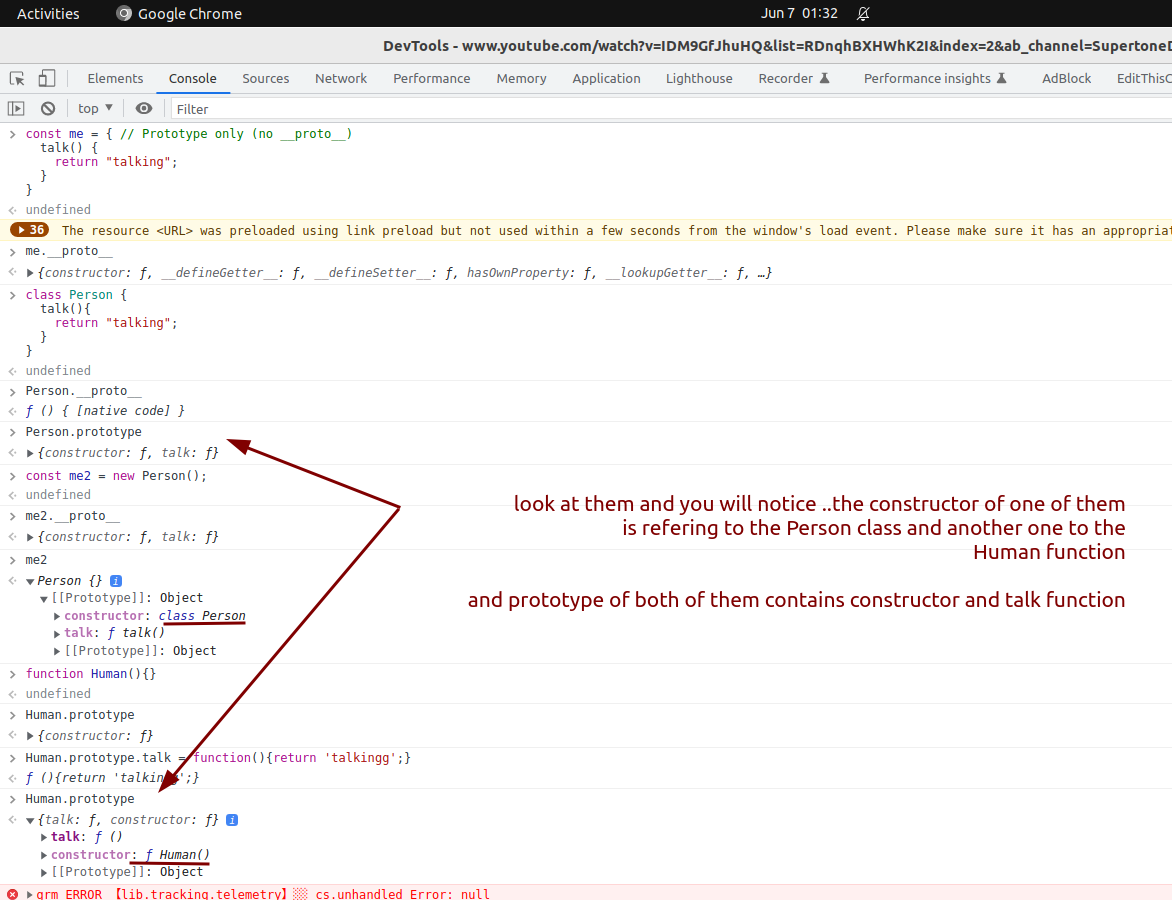 Activities Google Chrome Jun 7 01:32
DevTools - www.youtube.com/watch?v=IDM9GfJhuHQ&list=RDnqhBXHWhK2I&index=2&ab_channel=SupertoneD
Elements Console Sources Network Performance Memory Application Lighthouse Recorder Performance insights AdBlock EditThisC
top Filter
const me = { // Prototype only (no __proto__)
talk() {
return "talking";
}
}
undefined
36 The resource <URL> was preloaded using link preload but not used within a few seconds from the window's load event. Please make sure it has an appropriat
me.__proto__
{constructor: ƒ, __defineGetter__: ƒ, __defineSetter__: ƒ, hasOwnProperty: ƒ, __lookupGetter__: ƒ, …}
class Person {
talk(){
return "talking";
}
}
undefined
Person.__proto__
ƒ () { [native code] }
Person.prototype
{constructor: ƒ, talk: ƒ}
const me2 = new Person();
undefined
me2.__proto__
{constructor: ƒ, talk: ƒ}
me2
Person {} i
[[Prototype]]: Object
constructor: class Person
talk: ƒ talk()
[[Prototype]]: Object
look at them and you will notice ..the constructor of one of them
is refering to the Person class and another one to the
Human function
and prototype of both of them contains constructor and talk function
function Human(){}
undefined
Human.prototype
{constructor: ƒ}
Human.prototype.talk = function(){return 'talkingg';}
ƒ (){return 'talkingg';}
Human.prototype
{talk: ƒ, constructor: ƒ} i
talk: ƒ ()
constructor: ƒ Human()
[[Prototype]]: Object
grm ERROR 【lib.tracking.telemetry】░░ cs.unhandled Error: null